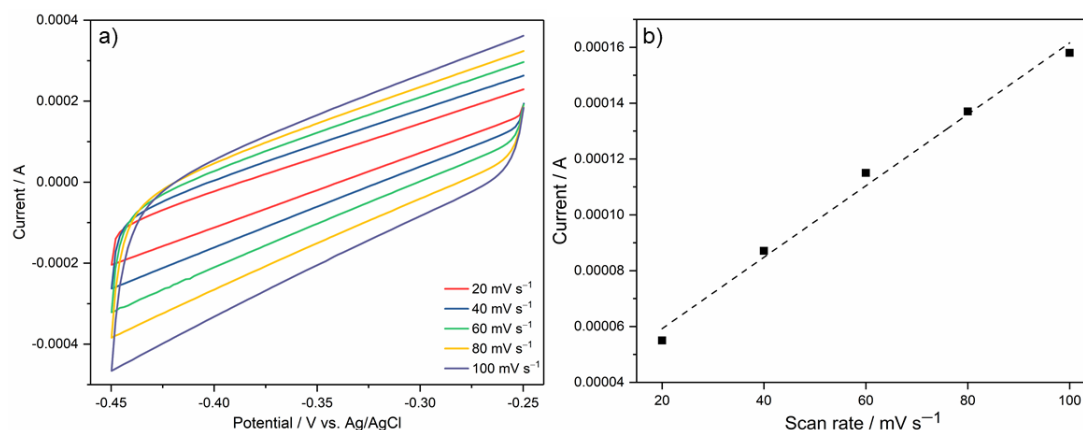 a)
0.0004
0.0002
0.0000
-0.0002
-0.0004
Current / A
20 mV s⁻¹
40 mV s⁻¹
60 mV s⁻¹
80 mV s⁻¹
100 mV s⁻¹
-0.45
-0.40
-0.35
-0.30
-0.25
Potential / V vs. Ag/AgCl
b)
0.00016
0.00014
0.00012
0.00010
0.00008
0.00006
0.00004
Current / A
20
40
60
80
100
Scan rate / mV s⁻¹